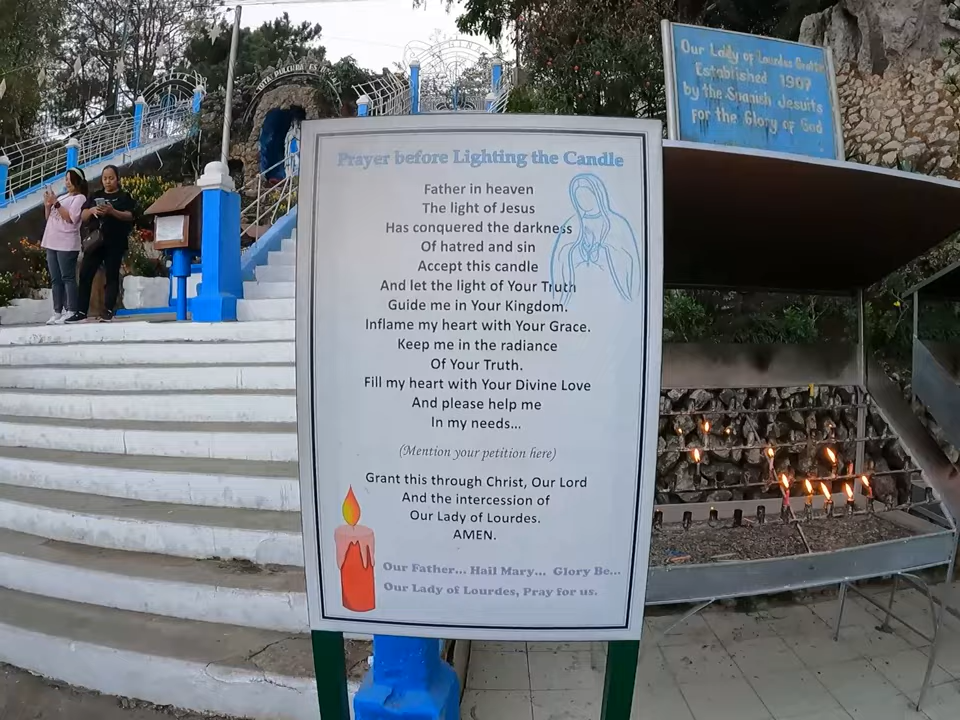 Our Lady of Lourdes Grotto
Established 1907
by the Spanish Jesuits
for the Glory of God
Prayer before Lighting the Candle
Father in heaven
The light of Jesus
Has conquered the darkness
Of hatred and sin
Accept this candle
And let the light of Your Truth
Guide me in Your Kingdom.
Inflame my heart with Your Grace.
Keep me in the radiance
Of Your Truth.
Fill my heart with Your Divine Love
And please help me
In my needs...
(Mention your petition here)
Grant this through Christ, Our Lord
And the intercession of
Our Lady of Lourdes.
AMEN.
Our Father... Hail Mary... Glory Be...
Our Lady of Lourdes, Pray for us.